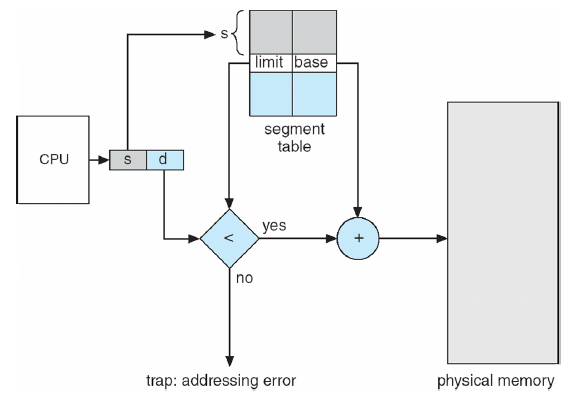 s
limit base
segment
table
CPU
s d
<
yes
+
no
trap: addressing error
physical memory